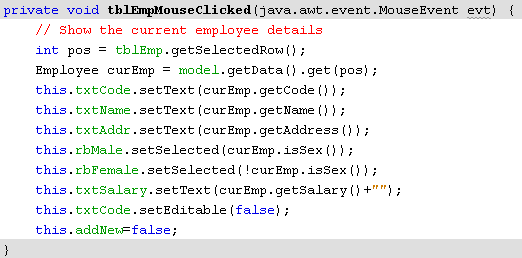 private void tblEmpMouseClicked(java.awt.event.MouseEvent evt) {
// Show the current employee details
int pos = tblEmp.getSelectedRow();
Employee curEmp = model.getData().get(pos);
this.txtCode.setText(curEmp.getCode());
this.txtName.setText(curEmp.getName());
this.txtAddr.setText(curEmp.getAddress());
this.rbMale.setSelected(curEmp.isSex());
this.rbFemale.setSelected(!curEmp.isSex());
this.txtSalary.setText(curEmp.getSalary()+"");
this.txtCode.setEditable(false);
this.addNew=false;
}